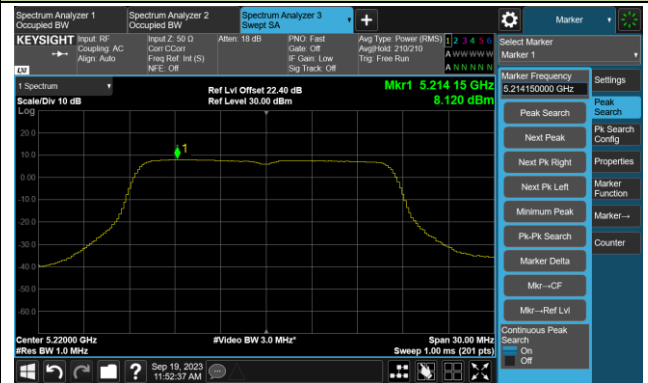 Spectrum Analyzer 1
Occupied BW
Spectrum Analyzer 2
Occupied BW
Spectrum Analyzer 3
Swept SA
Marker
KEYSIGHT
Input: RF
Coupling: AC
Align: Auto
Input Z: 50 Ω
Corr CCorr
Freq Ref: Int (S)
NFE: Off
Atten: 18 dB
PNO: Fast
Gate: Off
IF Gain: Low
Sig Track: Off
Avg Type: Power (RMS)
Avg|Hold: 210/210
Trig: Free Run
1 2 3 4 5 6
A W W W W W
A N N N N N
LXI
Select Marker
Marker 1
1 Spectrum
Scale/Div 10 dB
Log
Ref Lvl Offset 22.40 dB
Ref Level 30.00 dBm
Mkr1 5.214 15 GHz
8.120 dBm
20.0
10.0
0.00
-10.0
-20.0
-30.0
-40.0
-50.0
-60.0
1
Center 5.22000 GHz
#Res BW 1.0 MHz
#Video BW 3.0 MHz*
Span 30.00 MHz
Sweep 1.00 ms (201 pts)
Marker Frequency
5.214150000 GHz
Peak Search
Next Peak
Next Pk Right
Next Pk Left
Minimum Peak
Pk-Pk Search
Marker Delta
Mkr→CF
Mkr→Ref Lvl
Continuous Peak
Search
On
Off
Settings
Peak
Search
Pk Search
Config
Properties
Marker
Function
Marker→
Counter
?
Sep 19, 2023
11:52:37 AM